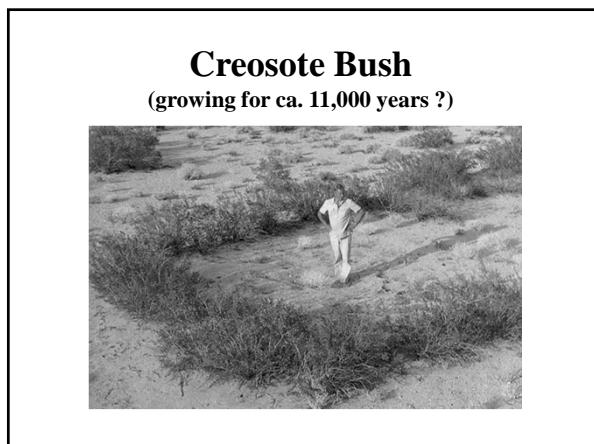 Creosote Bush
(growing for ca. 11,000 years ?)